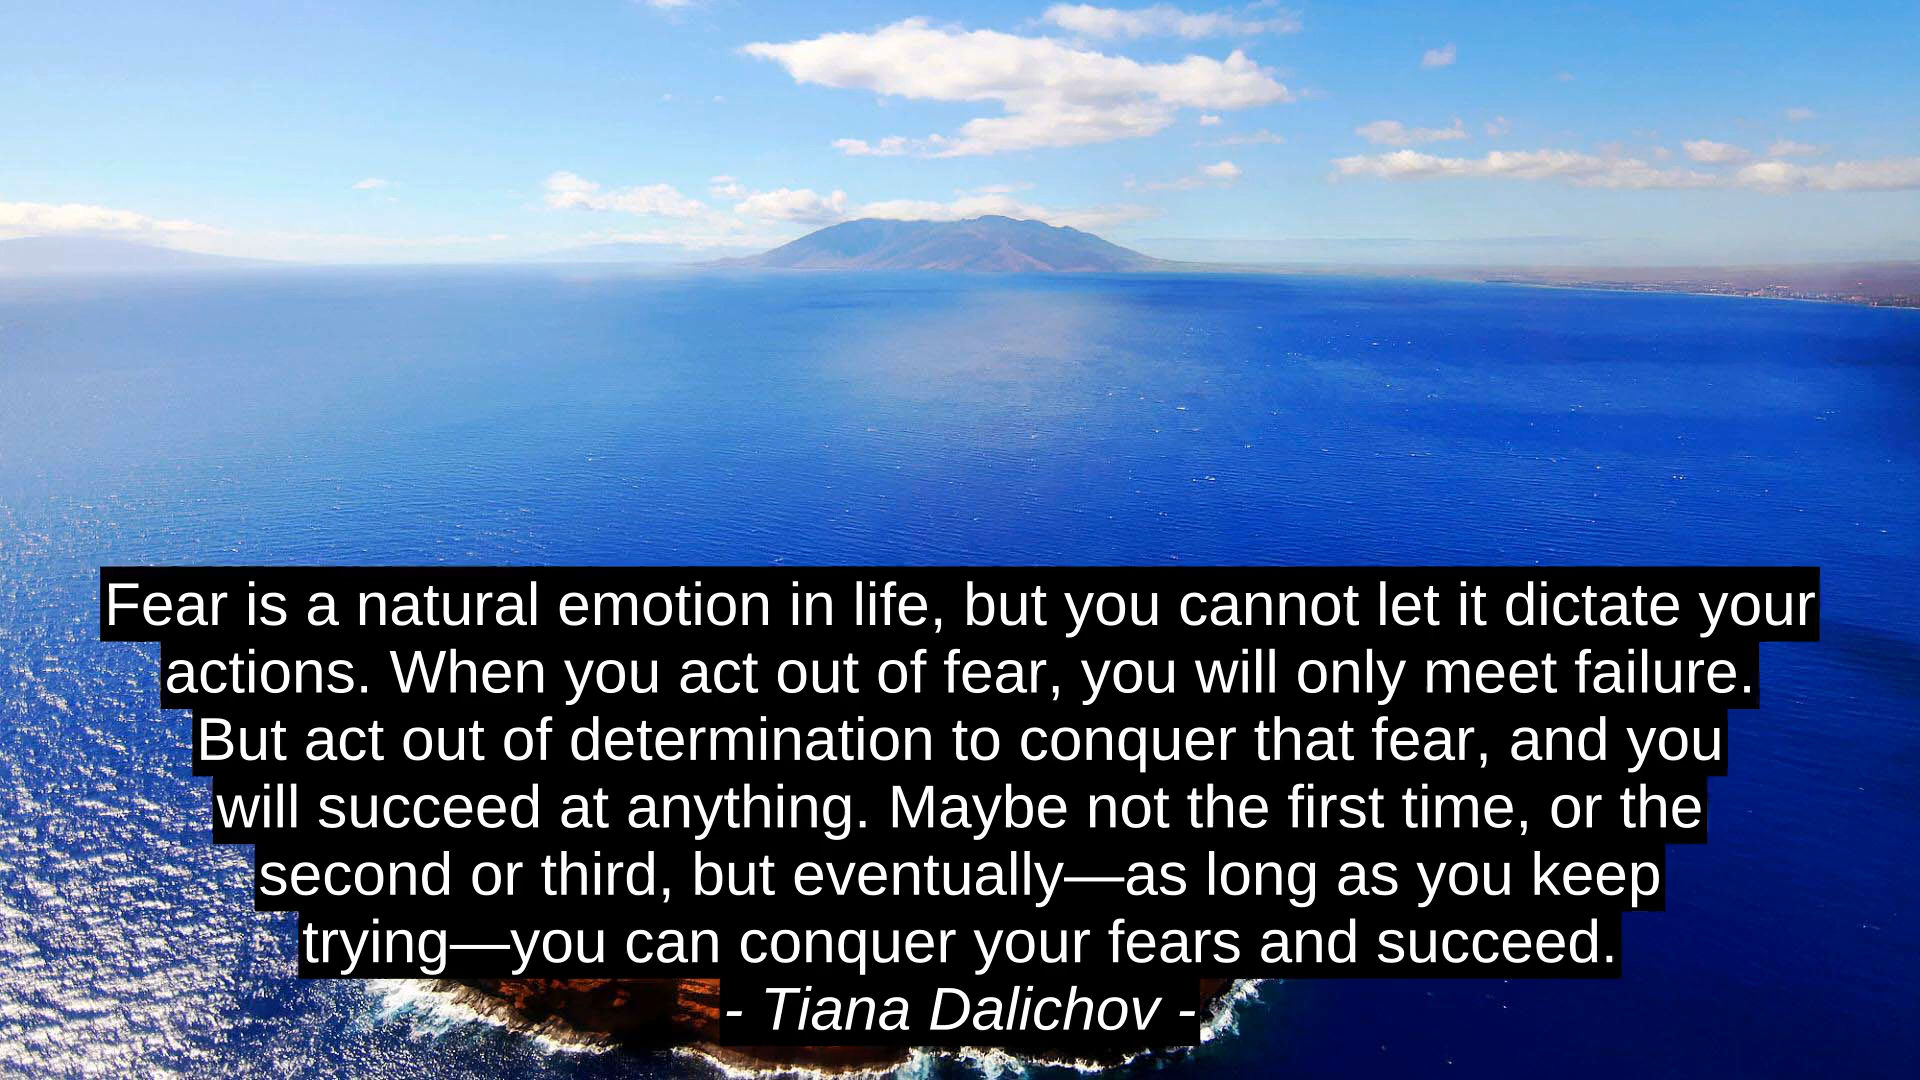 Fear is a natural emotion in life, but you cannot let it dictate your
actions. When you act out of fear, you will only meet failure.
But act out of determination to conquer that fear, and you
will succeed at anything. Maybe not the first time, or the
second or third, but eventually—as long as you keep
trying—you can conquer your fears and succeed.
- Tiana Dalichov -